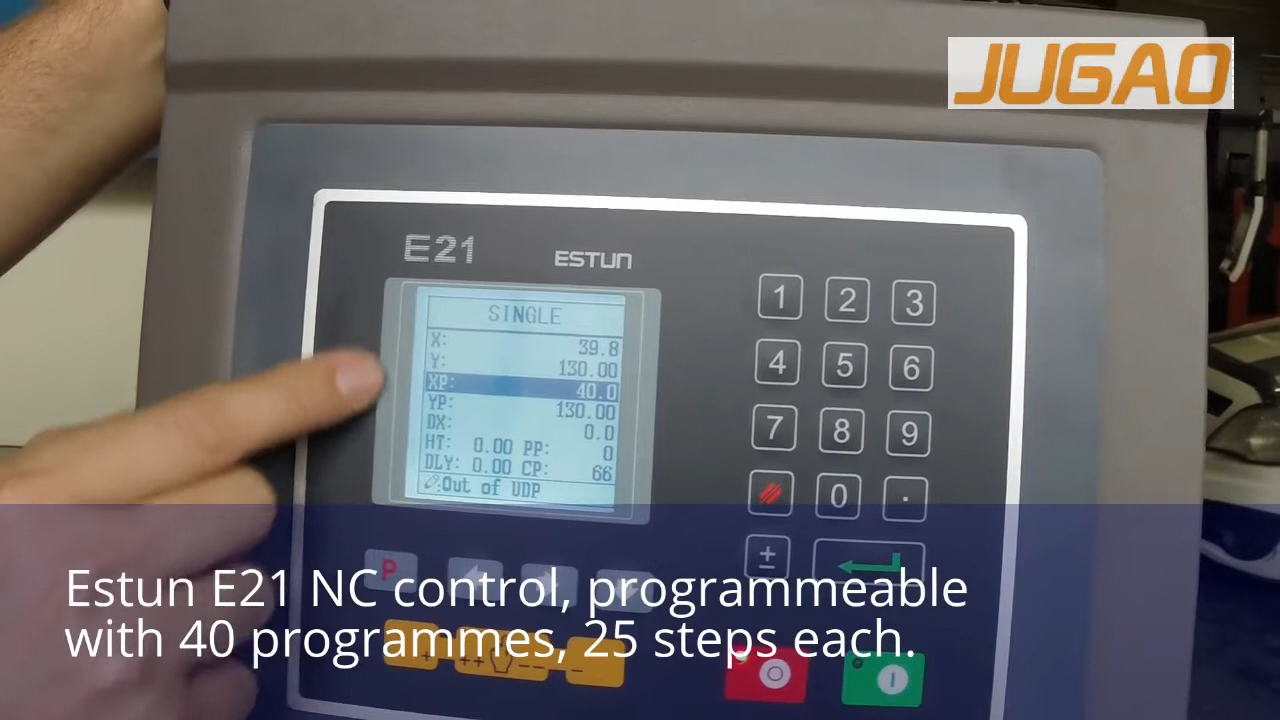 JUGAO
E21 ESTUN
SINGLE
X: 39.8
Y: 130.00
XP: 40.0
YP: 130.00
DX: 0.0
HT: 0.00 PP: 0
DLY: 0.00 CP: 66
:Out of UDP
1 2 3
4 5 6
7 8 9
0 .
±
P
+ ++ -- -
Estun E21 NC control, programmeable
with 40 programmes, 25 steps each.